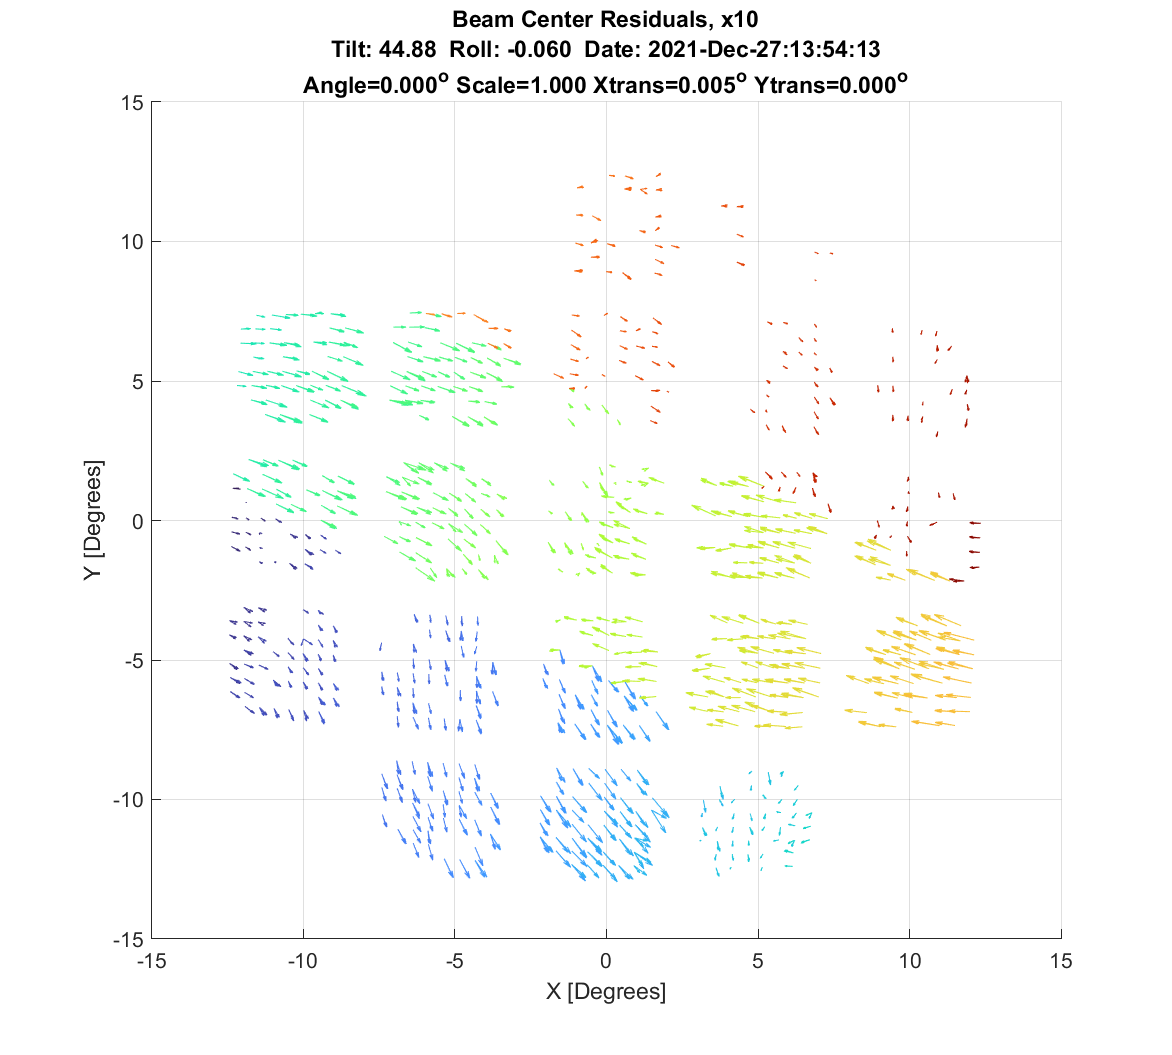 Beam Center Residuals, x10
Tilt: 44.88 Roll: -0.060 Date: 2021-Dec-27:13:54:13
Angle=0.000° Scale=1.000 Xtrans=0.005° Ytrans=0.000°
15
10
5
0
-5
-10
-15
Y [Degrees]
-15 -10 -5 0 5 10 15
X [Degrees]